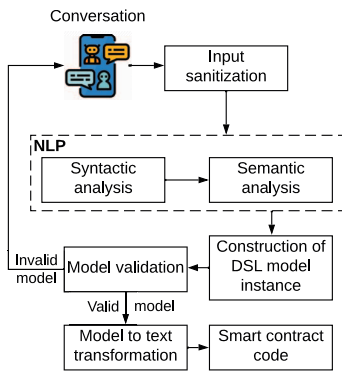 Conversation
Input
sanitization
NLP
Syntactic
analysis
Semantic
analysis
Construction of
DSL model
instance
Model validation
Invalid
model
Valid model
Model to text
transformation
Smart contract
code